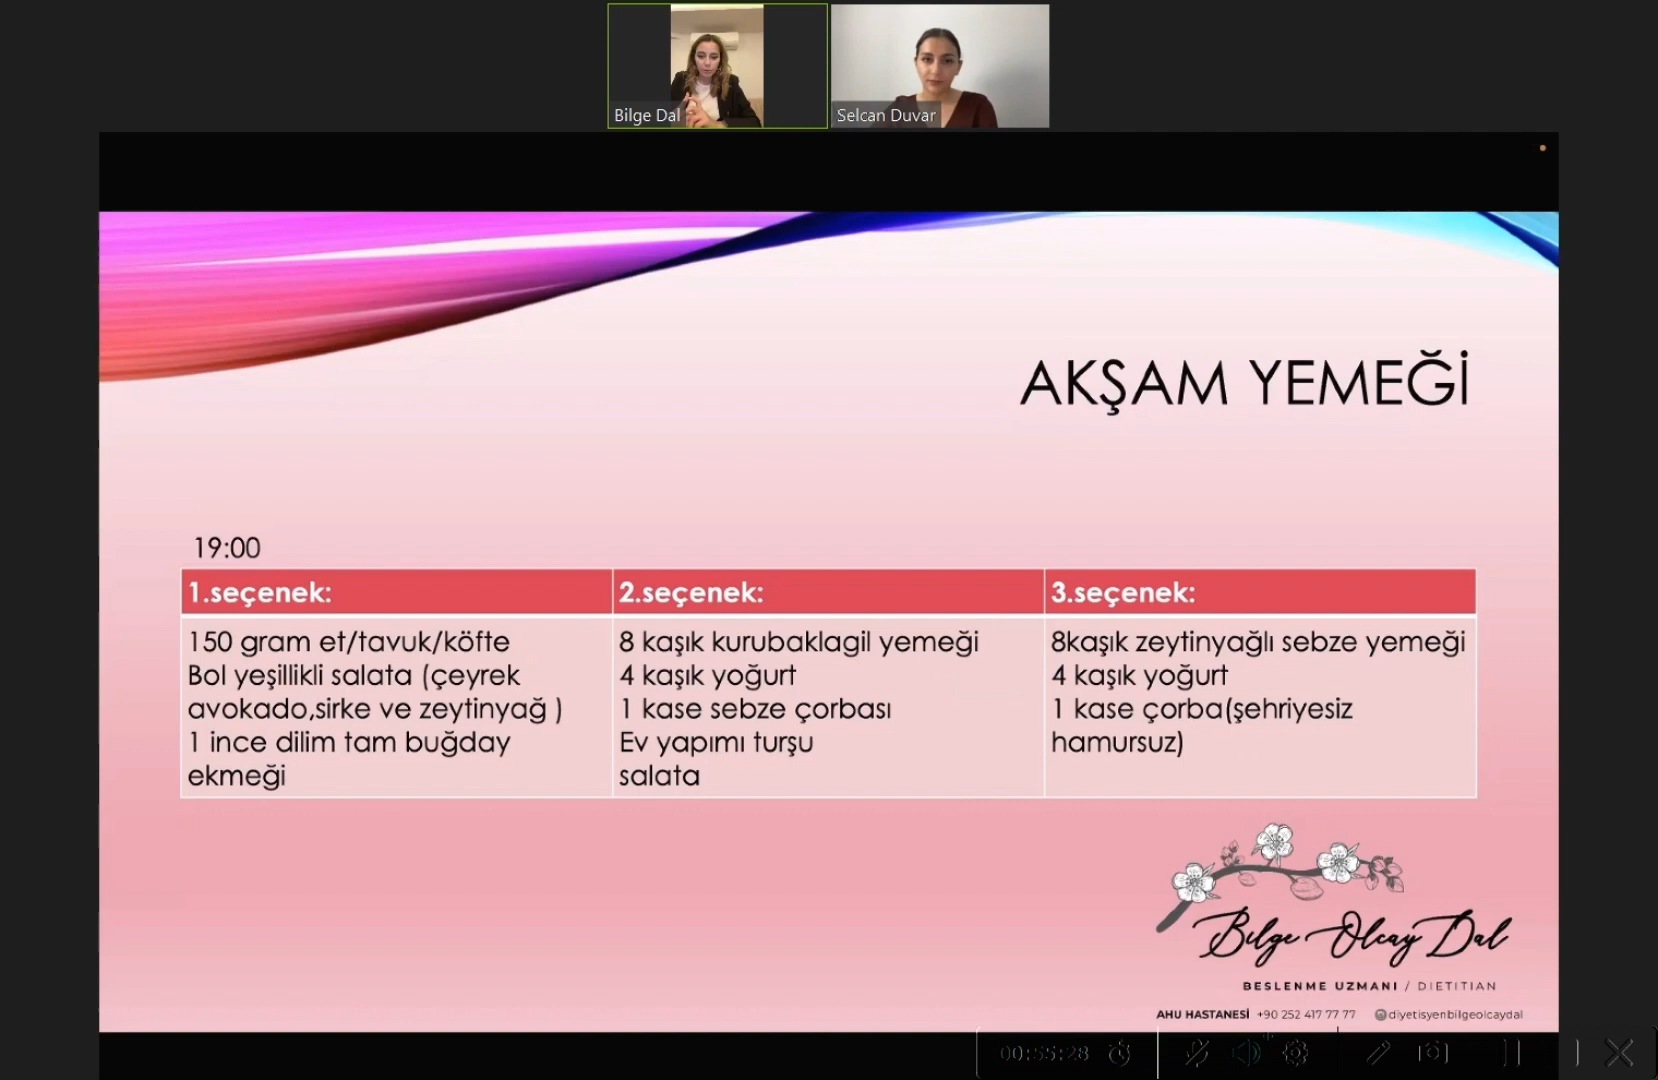 Bilge Dal
Selcan Duvar
AKŞAM YEMEĞİ
19:00
1.seçenek:
2.seçenek:
3.seçenek:
150 gram et/tavuk/köfte
Bol yeşillikli salata (çeyrek
avokado,sirke ve zeytinyağ )
1 ince dilim tam buğday
ekmeği
8 kaşık kurubaklagil yemeği
4 kaşık yoğurt
1 kase sebze çorbası
Ev yapımı turşu
salata
8kaşık zeytinyağlı sebze yemeği
4 kaşık yoğurt
1 kase çorba(şehriyesiz
hamursuz)
Bilge Olcay Dal
BESLENME UZMANI / DIETITIAN
AHU HASTANESİ +90 252 417 77 77 diyetisyenbilgeolcaydal
00:55:28